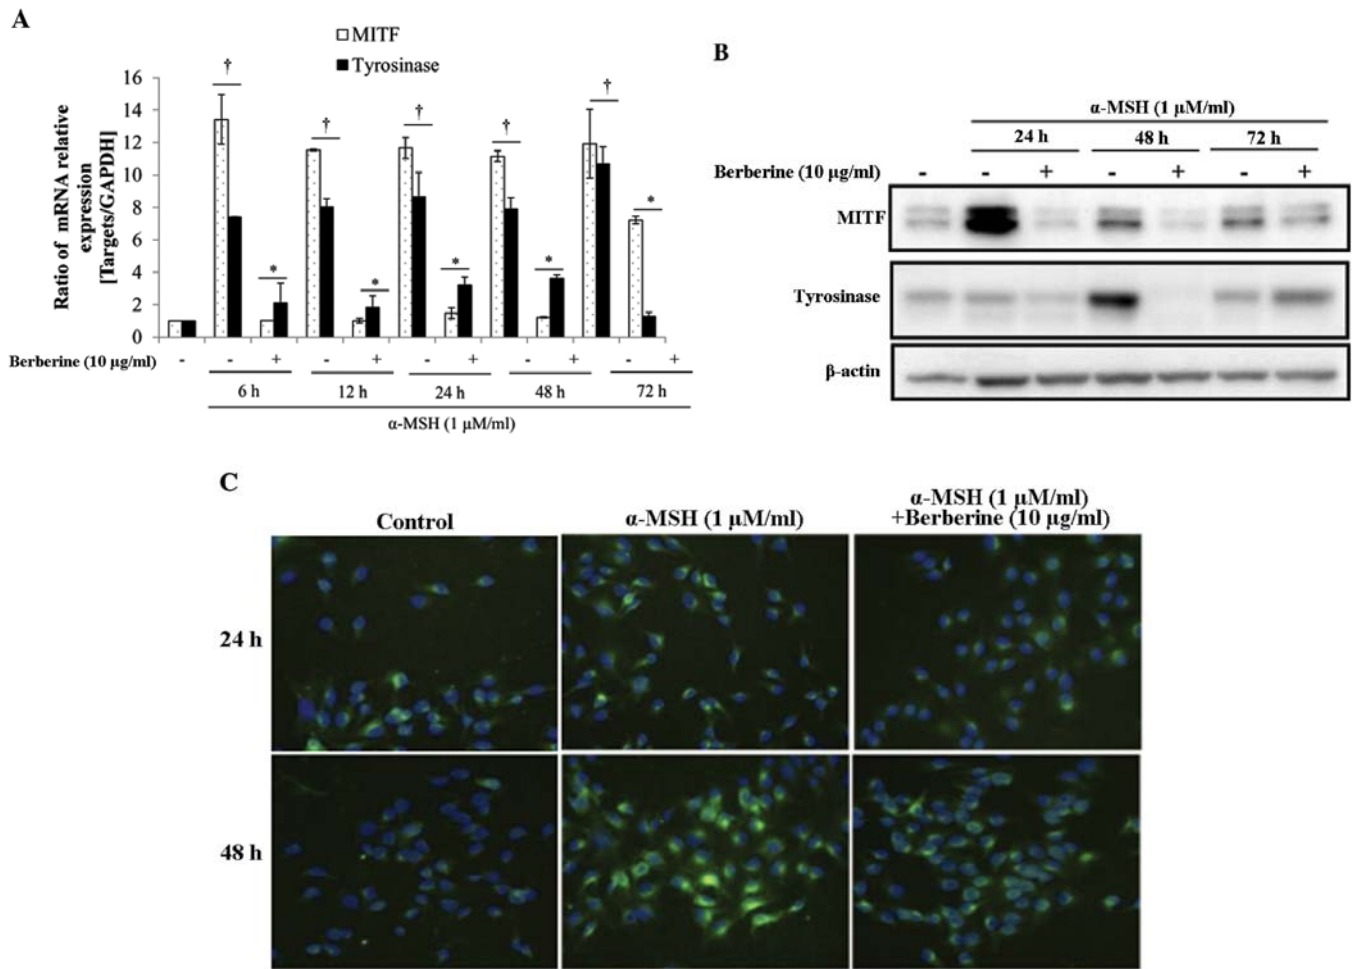 A
MITF
Tyrosinase
Ratio of mRNA relative
expression
[Targets/GAPDH]
16
14
12
10
8
6
4
2
0
† † † † †
* * * * *
Berberine (10 μg/ml) - - + - + - + - + - +
6 h 12 h 24 h 48 h 72 h
α-MSH (1 μM/ml)
B
α-MSH (1 μM/ml)
24 h 48 h 72 h
Berberine (10 μg/ml) - - + - + - +
MITF
Tyrosinase
β-actin
C
Control
α-MSH (1 μM/ml)
α-MSH (1 μM/ml)
+Berberine (10 μg/ml)
24 h
48 h